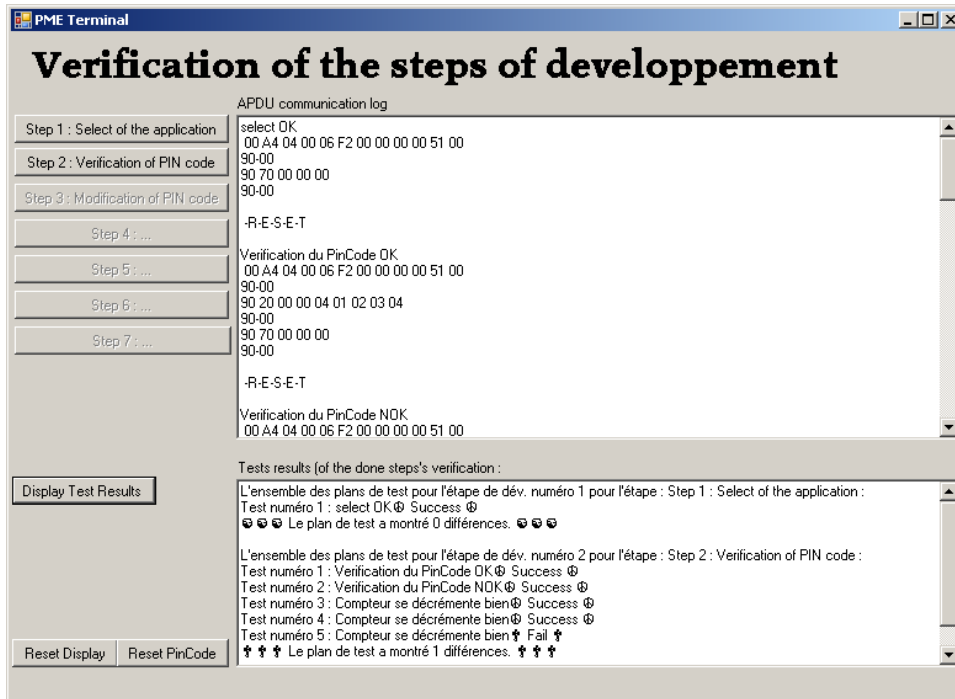 PME Terminal
Verification of the steps of developpement
APDU communication log
Step 1 : Select of the application
Step 2 : Verification of PIN code
Step 3 : Modification of PIN code
Step 4 : ...
Step 5 : ...
Step 6 : ...
Step 7 : ...
select OK
00 A4 04 00 06 F2 00 00 00 00 51 00
90-00
90 70 00 00 00
90-00
-R-E-S-E-T
Verification du PinCode OK
00 A4 04 00 06 F2 00 00 00 00 51 00
90-00
90 20 00 00 04 01 02 03 04
90-00
90 70 00 00 00
90-00
-R-E-S-E-T
Verification du PinCode NOK
00 A4 04 00 06 F2 00 00 00 00 51 00
Display Test Results
Tests results (of the done steps's verification :
L'ensemble des plans de test pour l'étape de dév. numéro 1 pour l'étape : Step 1 : Select of the application :
Test numéro 1 : select OK☮ Success ☮
☯ ☯ ☯ Le plan de test a montré 0 différences. ☯ ☯ ☯
L'ensemble des plans de test pour l'étape de dév. numéro 2 pour l'étape : Step 2 : Verification of PIN code :
Test numéro 1 : Verification du PinCode OK☮ Success ☮
Test numéro 2 : Verification du PinCode NOK☮ Success ☮
Test numéro 3 : Compteur se décrémente bien☮ Success ☮
Test numéro 4 : Compteur se décrémente bien☮ Success ☮
Test numéro 5 : Compteur se décrémente bien✞ Fail ✞
✞ ✞ ✞ Le plan de test a montré 1 différences. ✞ ✞ ✞
Reset Display
Reset PinCode